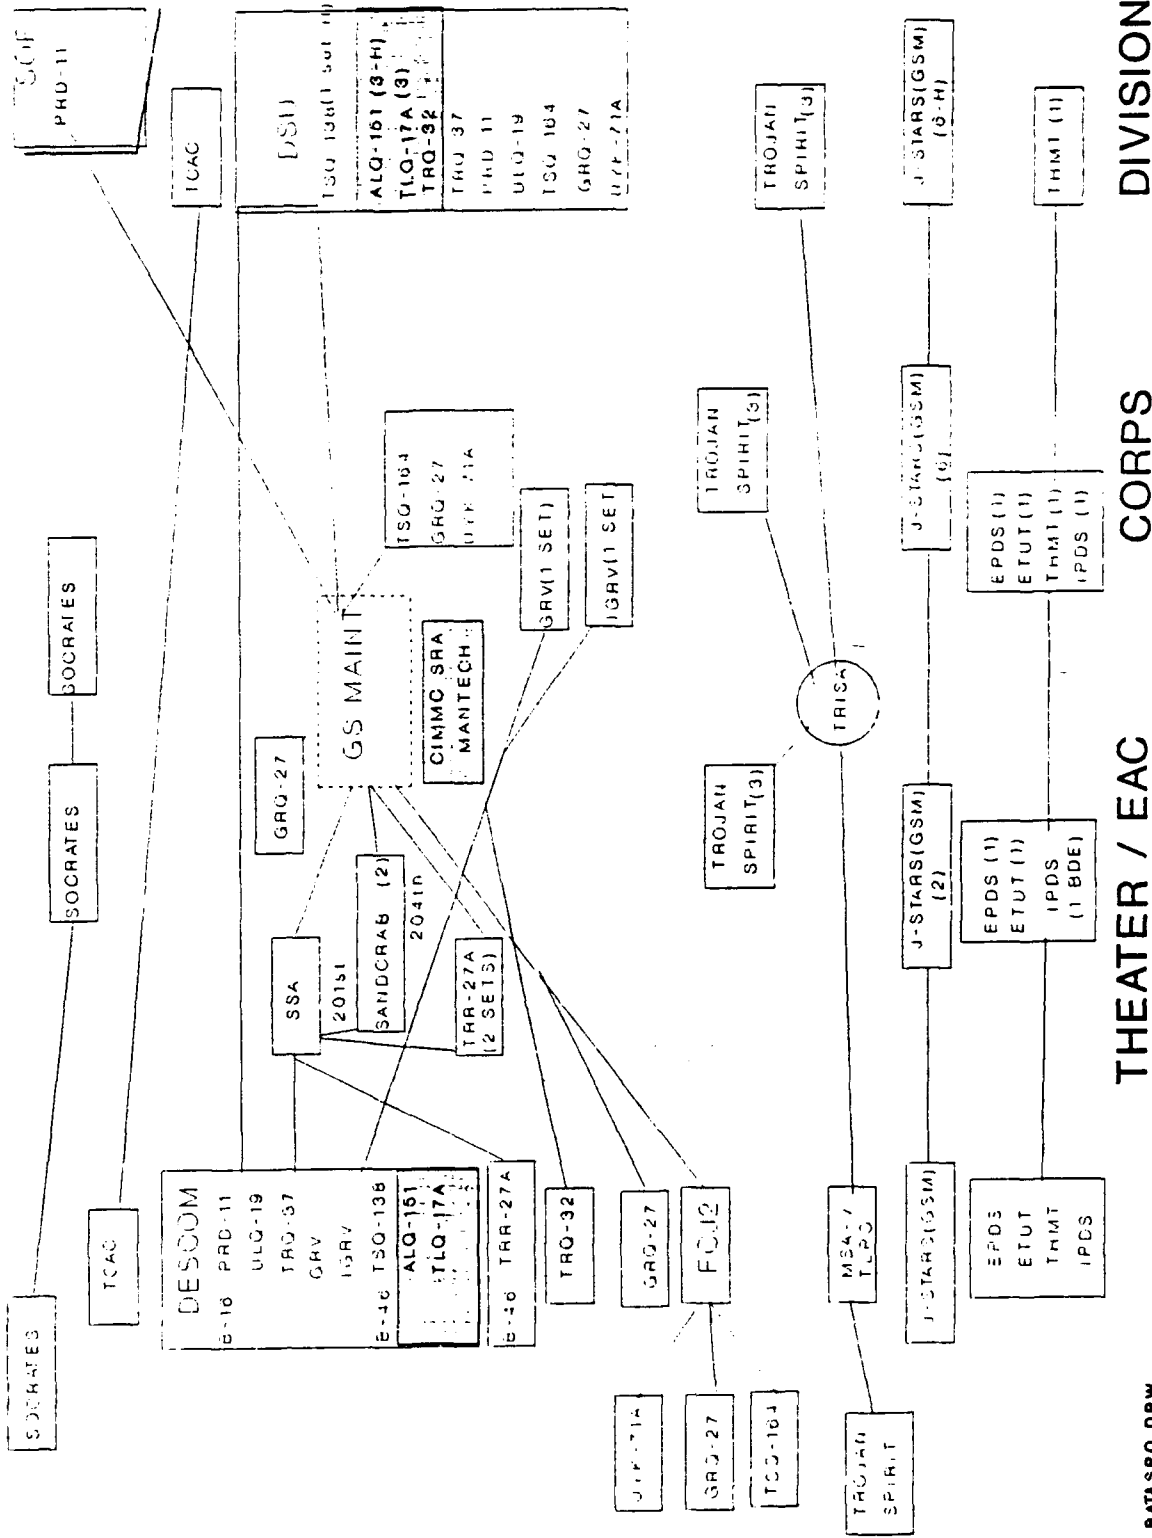 SOCRATES
SOCRATES
SOCRATES
TCAC
TCAC
PRD-11
DESCOM
B-16 PRD-11
ULQ-19
TRQ-37
GRV
IGRV
B-46 TSQ-138
ALQ-151
TLQ-17A
B-46 TRR-27A
TRQ-32
GRQ-27
GRQ-27
TROJAN
SPIRIT
SSA
201st
SANDCRAB (2)
204th
TRR-27A
(2 SETS)
GRQ-27
GS MAINT
CIMMC SRA
MANTECH
TSQ-164
GRQ-27
GRV(1 SET)
IGRV(1 SET
DSU
ALQ-151 (3-H)
TLQ-17A (3)
TRQ-32
TRQ-37
PRD-11
ULQ-19
TSQ-164
GRQ-27
TROJAN
SPIRIT(3)
TROJAN
SPIRIT(3)
TROJAN
SPIRIT(3)
TRISA
J-STARS(GSM)
J-STARS(GSM)
(2)
J-STARS(GSM)
(6)
J-STARS(GSM)
(6-H)
EPDS
ETUT
THMT
IPDS
EPDS (1)
ETUT (1)
IPDS
(1 BDE)
EPDS (1)
ETUT (1)
THMT (1)
IPDS (1)
THMT (1)
THEATER / EAC
CORPS
DIVISION